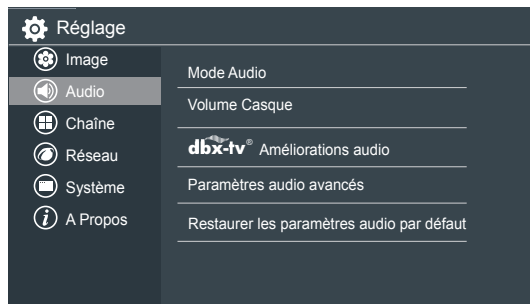 Réglage
Image
Audio
Chaîne
Réseau
Système
A Propos
Mode Audio
Volume Casque
dbx-tv® Améliorations audio
Paramètres audio avancés
Restaurer les paramètres audio par défaut